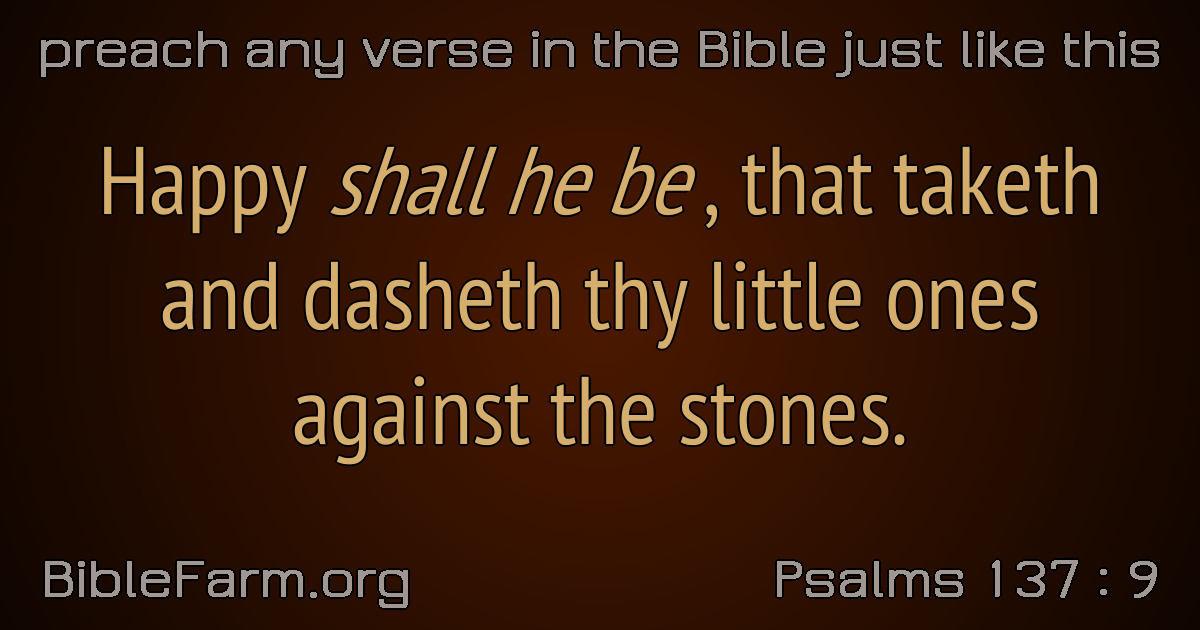 preach any verse in the Bible just like this
Happy shall he be, that taketh
and dasheth thy little ones
against the stones.
BibleFarm.org
Psalms 137 : 9